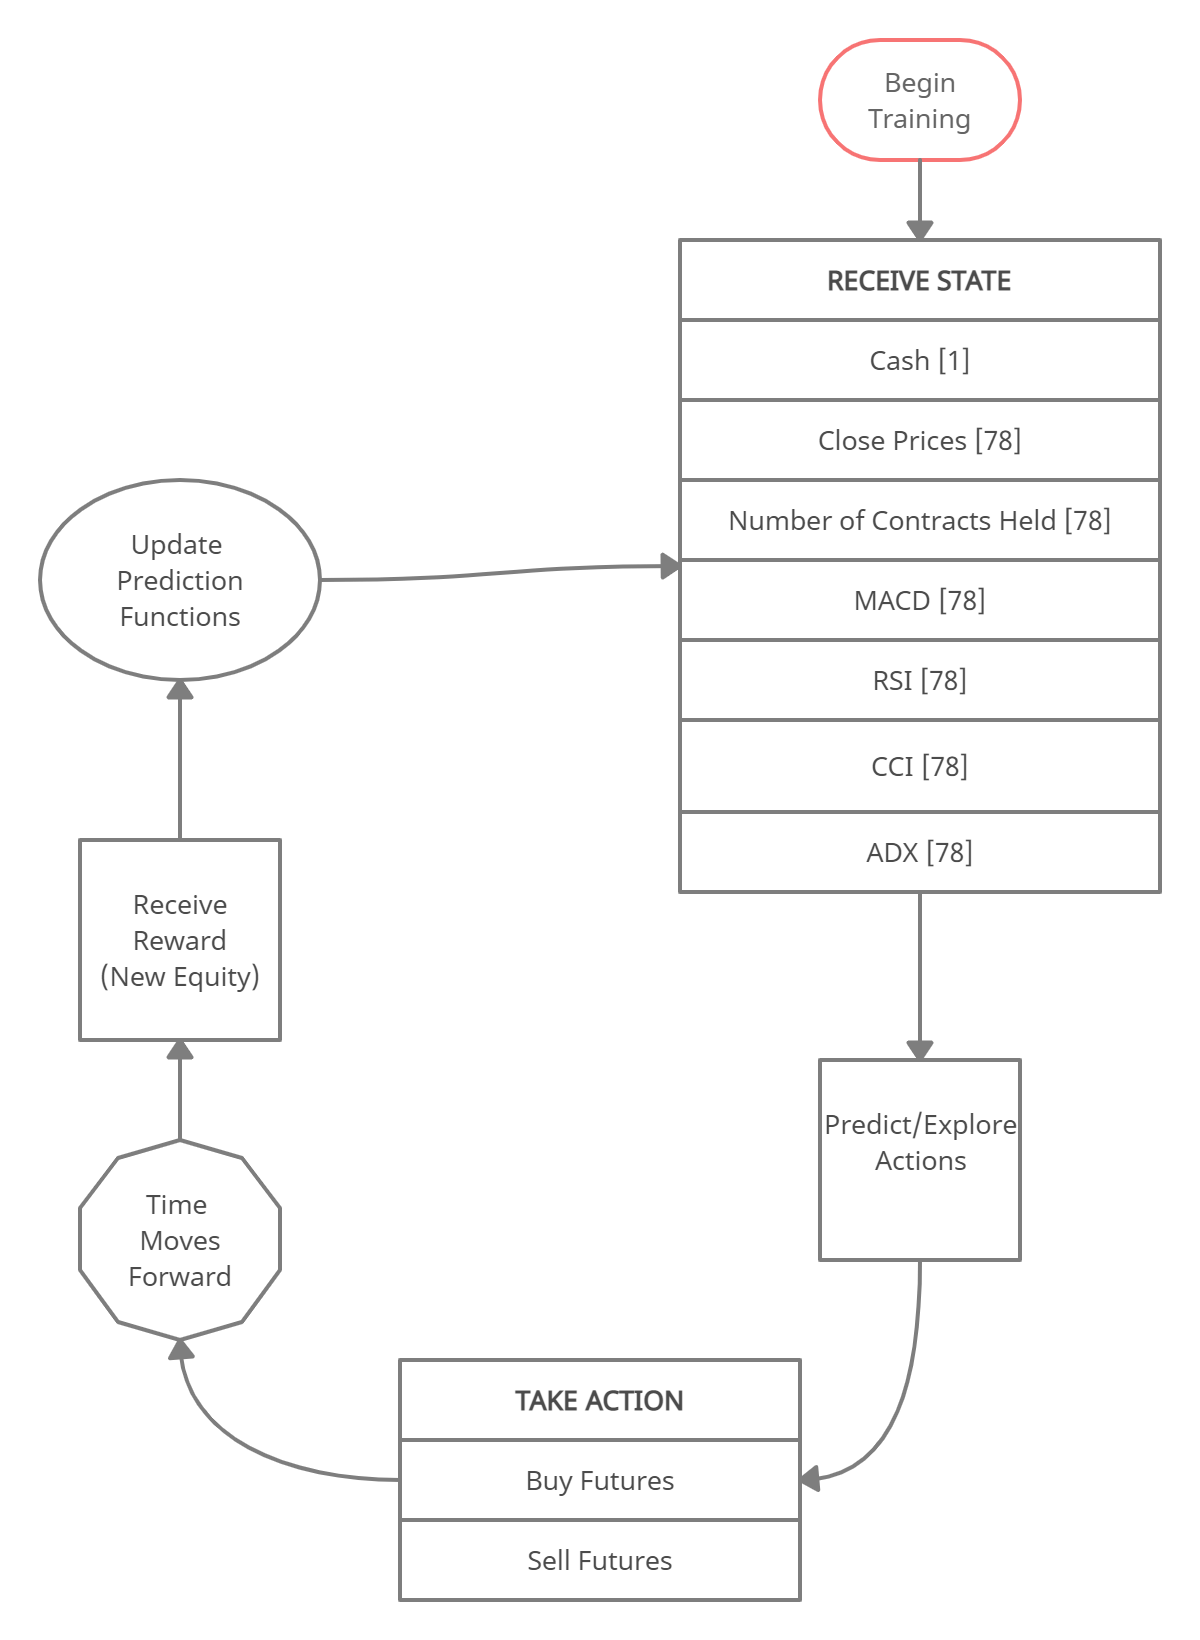 Begin
Training
RECEIVE STATE
Cash [1]
Close Prices [78]
Number of Contracts Held [78]
MACD [78]
RSI [78]
CCI [78]
ADX [78]
Predict/Explore
Actions
TAKE ACTION
Buy Futures
Sell Futures
Time
Moves
Forward
Receive
Reward
(New Equity)
Update
Prediction
Functions